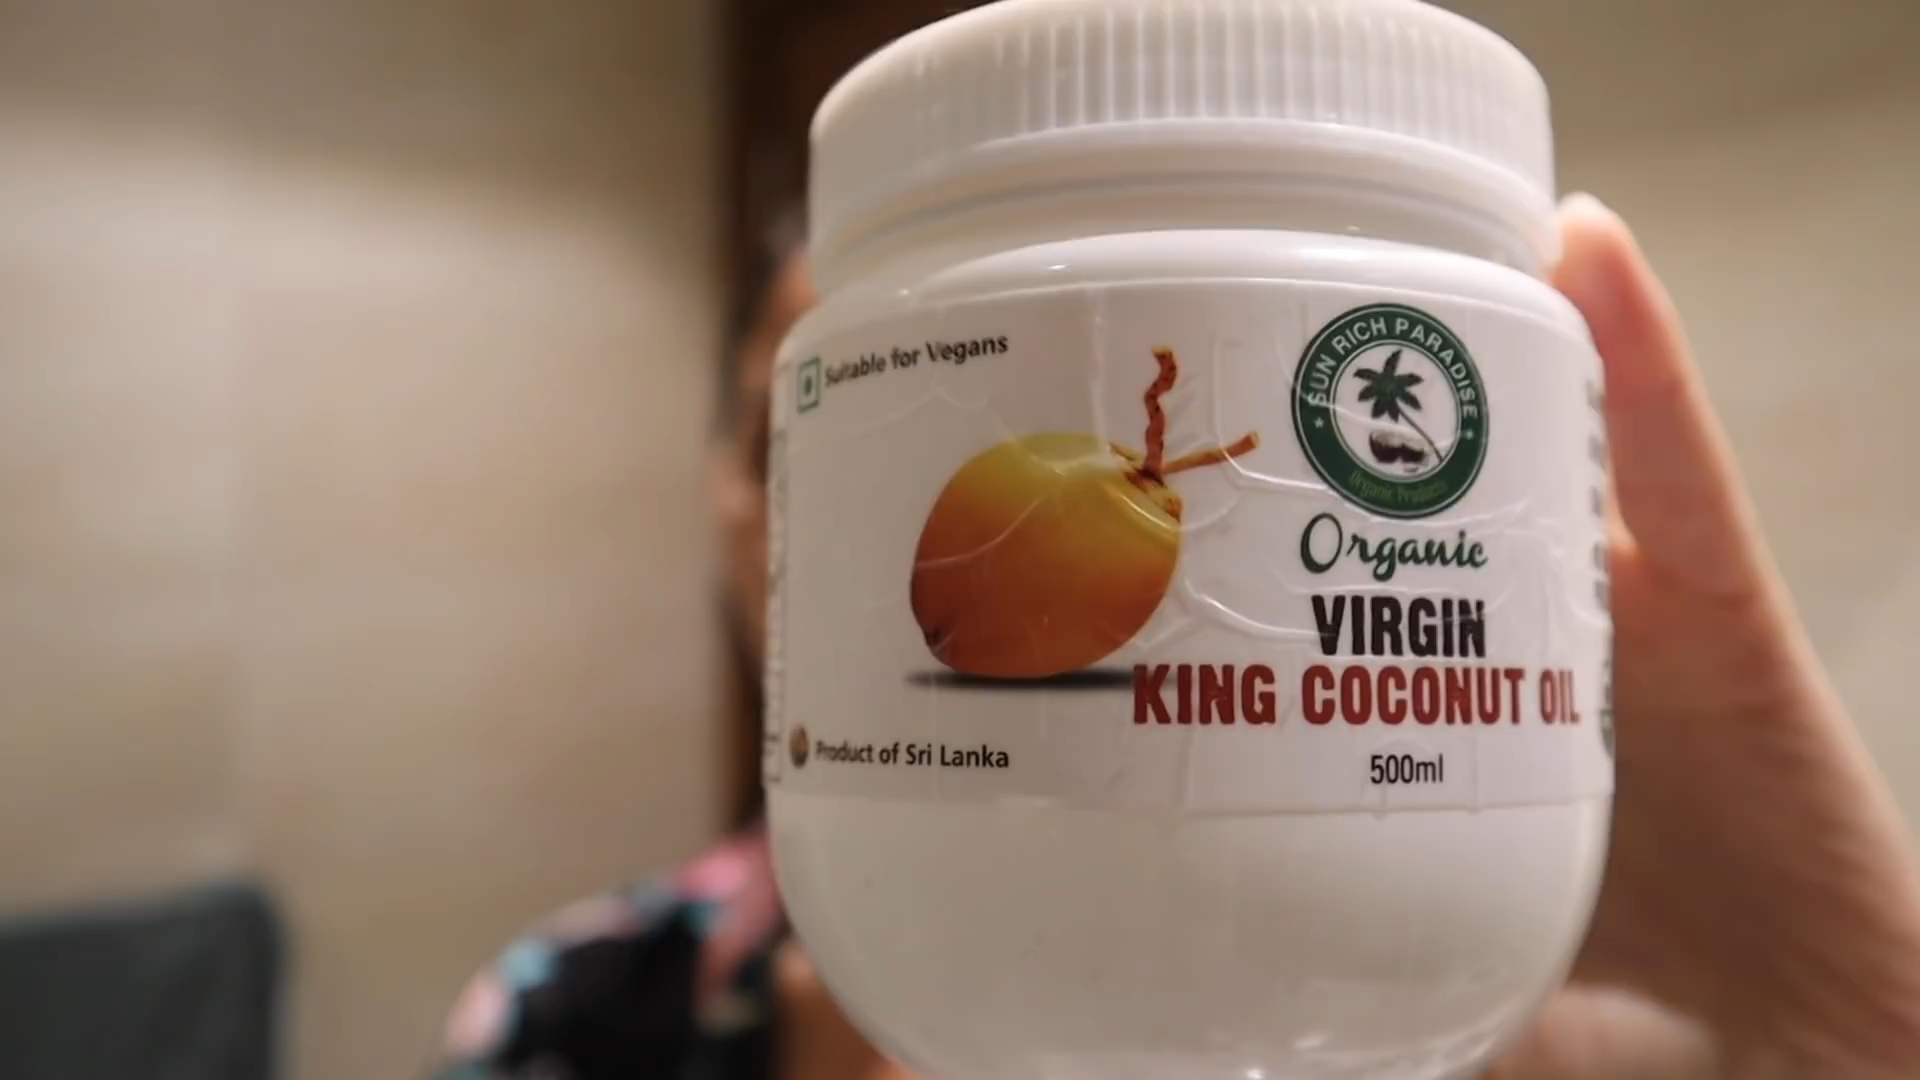 Suitable for Vegans
SUN RICH PARADISE
Organic Products
Organic
VIRGIN
KING COCONUT OIL
500ml
Product of Sri Lanka